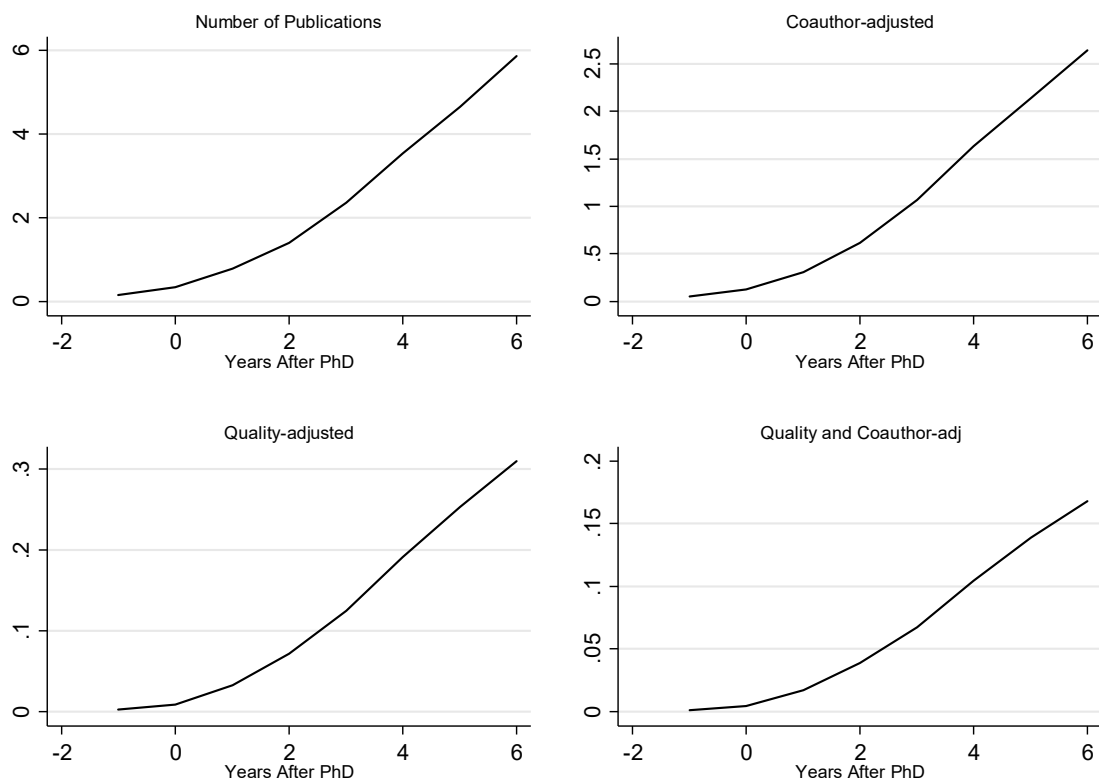 Number of Publications
6
4
2
0
-2 0 2 4 6
Years After PhD
Coauthor-adjusted
2.5
2
1.5
1
.5
0
-2 0 2 4 6
Years After PhD
Quality-adjusted
.3
.2
.1
0
-2 0 2 4 6
Years After PhD
Quality and Coauthor-adj
.2
.15
.1
.05
0
-2 0 2 4 6
Years After PhD